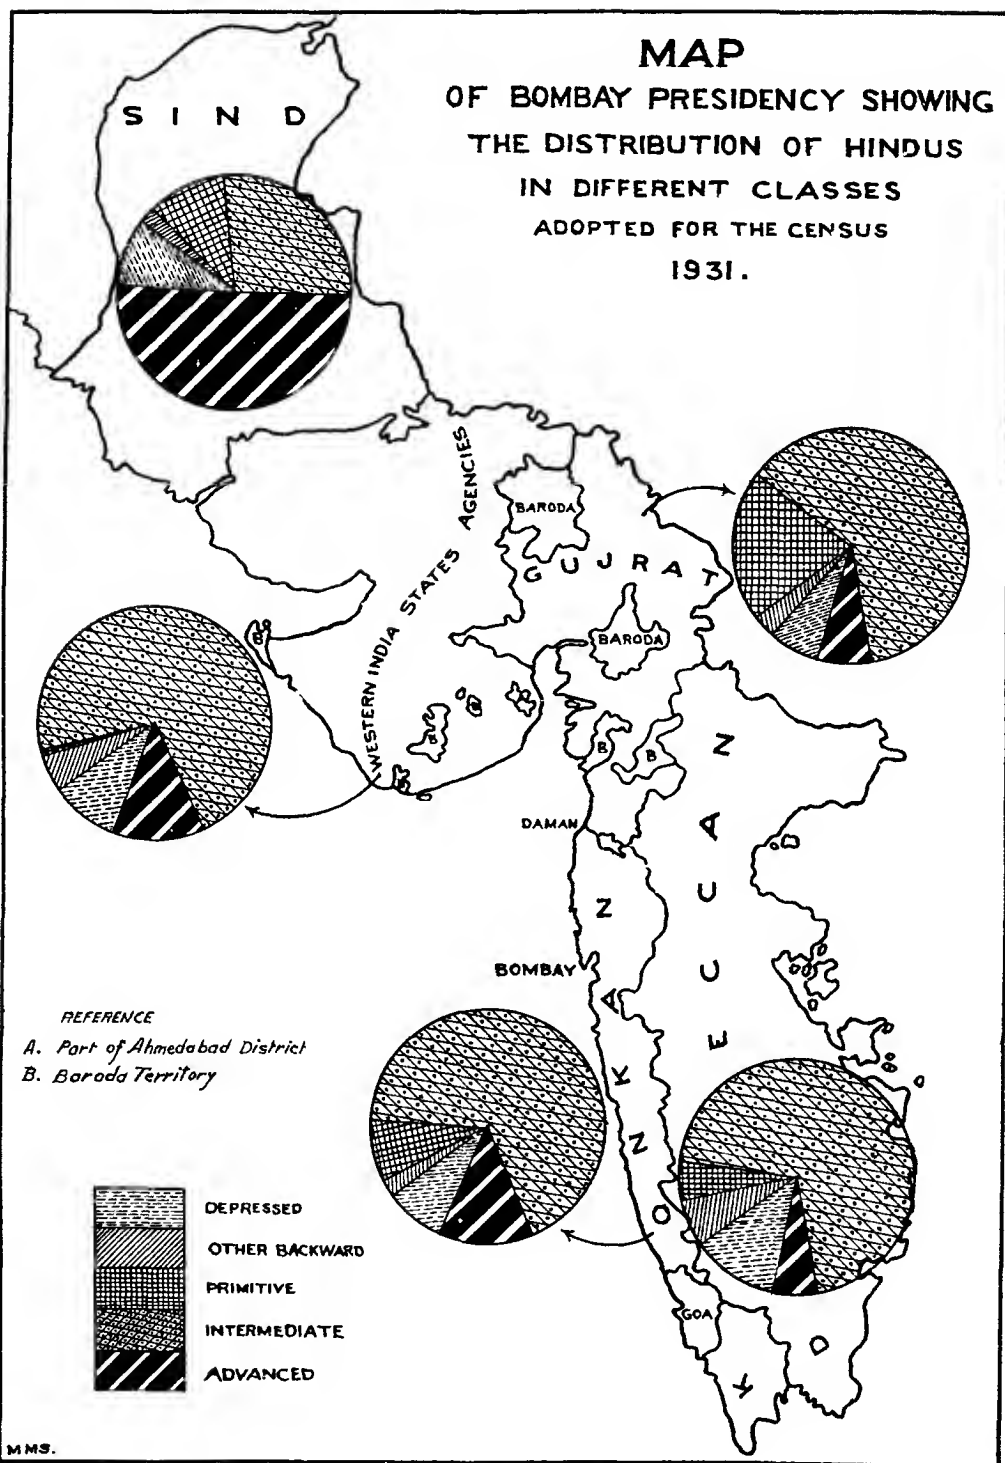 MAP
OF BOMBAY PRESIDENCY SHOWING
THE DISTRIBUTION OF HINDUS
IN DIFFERENT CLASSES
ADOPTED FOR THE CENSUS
1931.
SIND
WESTERN INDIA STATES AGENCIES
BARODA
GUJRAT
BARODA
B
B
B
DAMAN
DECCAN
BOMBAY
KONKAN
GOA
K
D
REFERENCE
A. Part of Ahmedabad District
B. Baroda Territory
DEPRESSED
OTHER BACKWARD
PRIMITIVE
INTERMEDIATE
ADVANCED
MMS.